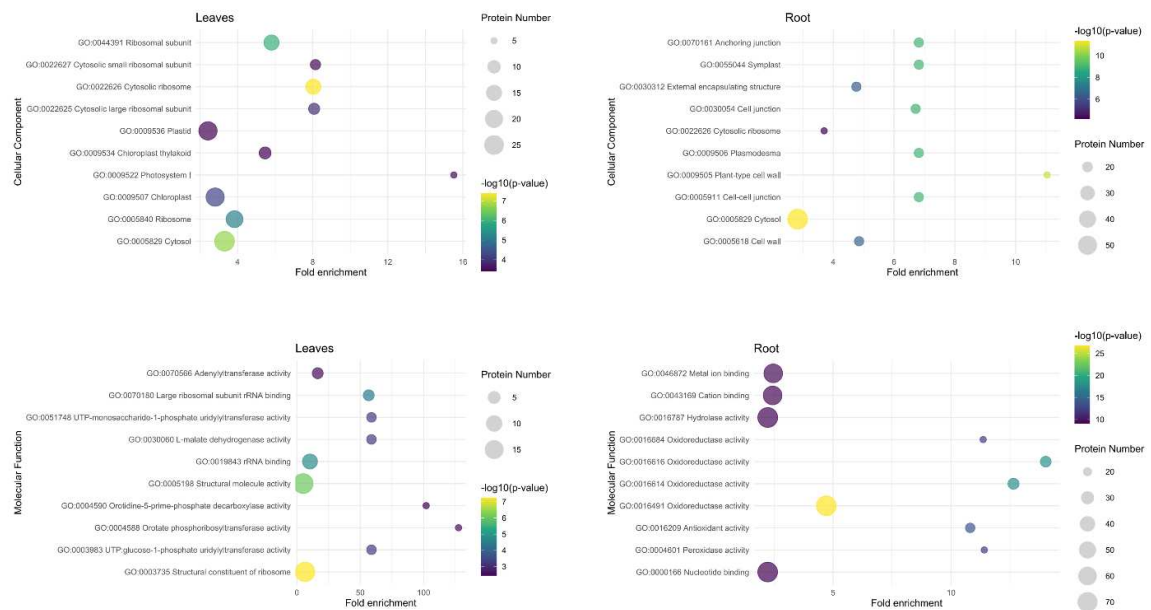 Leaves
Cellular Component
GO:0044391 Ribosomal subunit
GO:0022627 Cytosolic small ribosomal subunit
GO:0022626 Cytosolic ribosome
GO:0022625 Cytosolic large ribosomal subunit
GO:0009536 Plastid
GO:0009534 Chloroplast thylakoid
GO:0009522 Photosystem I
GO:0009507 Chloroplast
GO:0005840 Ribosome
GO:0005829 Cytosol
4 8 12 16
Fold enrichment
Protein Number
5
10
15
20
25
-log10(p-value)
7
6
5
4
Root
Cellular Component
GO:0070161 Anchoring junction
GO:0055044 Symplast
GO:0030312 External encapsulating structure
GO:0030054 Cell junction
GO:0022626 Cytosolic ribosome
GO:0009506 Plasmodesma
GO:0009505 Plant-type cell wall
GO:0005911 Cell-cell junction
GO:0005829 Cytosol
GO:0005618 Cell wall
4 6 8 10
Fold enrichment
-log10(p-value)
10
8
6
Protein Number
20
30
40
50
Leaves
Molecular Function
GO:0070566 Adenylyltransferase activity
GO:0070180 Large ribosomal subunit rRNA binding
GO:0051748 UTP-monosaccharide-1-phosphate uridylyltransferase activity
GO:0030060 L-malate dehydrogenase activity
GO:0019843 rRNA binding
GO:0005198 Structural molecule activity
GO:0004590 Orotidine-5-prime-phosphate decarboxylase activity
GO:0004588 Orotate phosphoribosyltransferase activity
GO:0003983 UTP:glucose-1-phosphate uridylyltransferase activity
GO:0003735 Structural constituent of ribosome
0 50 100
Fold enrichment
Protein Number
5
10
15
-log10(p-value)
7
6
5
4
3
Root
Molecular Function
GO:0046872 Metal ion binding
GO:0043169 Cation binding
GO:0016787 Hydrolase activity
GO:0016684 Oxidoreductase activity
GO:0016616 Oxidoreductase activity
GO:0016614 Oxidoreductase activity
GO:0016491 Oxidoreductase activity
GO:0016209 Antioxidant activity
GO:0004601 Peroxidase activity
GO:0000166 Nucleotide binding
5 10
Fold enrichment
-log10(p-value)
25
20
15
10
Protein Number
20
30
40
50
60
70